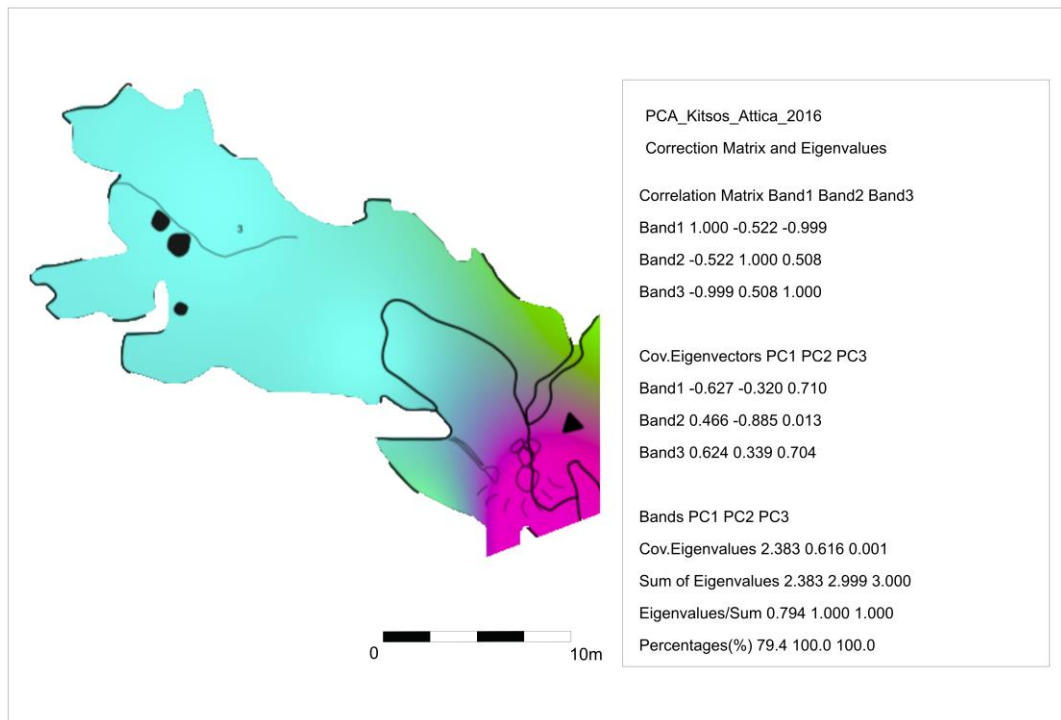 PCA_Kitsos_Attica_2016
Correction Matrix and Eigenvalues
Correlation Matrix Band1 Band2 Band3
Band1 1.000 -0.522 -0.999
Band2 -0.522 1.000 0.508
Band3 -0.999 0.508 1.000
Cov.Eigenvectors PC1 PC2 PC3
Band1 -0.627 -0.320 0.710
Band2 0.466 -0.885 0.013
Band3 0.624 0.339 0.704
Bands PC1 PC2 PC3
Cov.Eigenvalues 2.383 0.616 0.001
Sum of Eigenvalues 2.383 2.999 3.000
Eigenvalues/Sum 0.794 1.000 1.000
Percentages(%) 79.4 100.0 100.0
3
0 10m